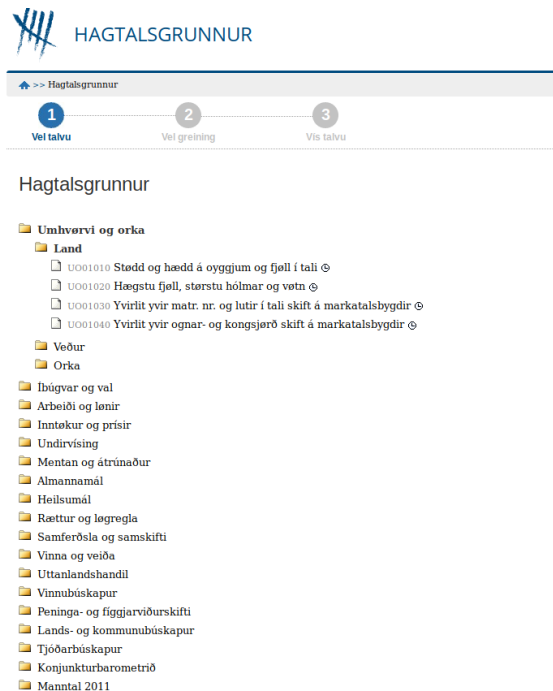 HAGTALSGRUNNUR
>> Hagtalsgrunnur
1 2 3
Vel talvu Vel greining Vís talvu
Hagtalsgrunnur
Umhvørvi og orka
Land
UO01010 Stødd og hædd á oyggjum og fjøll í tali
UO01020 Hægstu fjøll, størstu hólmar og vøtn
UO01030 Yvirlit yvir matr. nr. og lutir í tali skift á markatalsbygdir
UO01040 Yvirlit yvir ognar- og kongsjørð skift á markatalsbygdir
Veður
Orka
Íbúgvar og val
Arbeiði og lønir
Inntøkur og prísir
Undirvísing
Mentan og átrúnaður
Almannamál
Heilsumál
Rættur og løgregla
Samferðsla og samskifti
Vinna og veiða
Uttanlandshandil
Vinnubúskapur
Peninga- og fíggjarviðurskifti
Lands- og kommunubúskapur
Tjóðarbúskapur
Konjunkturbarometrið
Manntal 2011